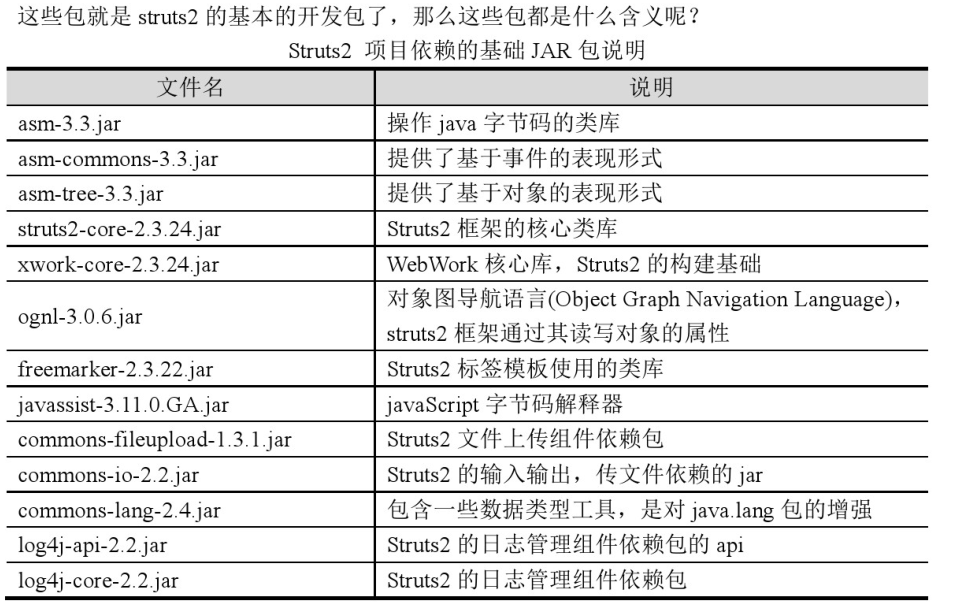 这些包就是 struts2 的基本的开发包了，那么这些包都是什么含义呢？
Struts2 项目依赖的基础 JAR 包说明
文件名 说明
asm-3.3.jar 操作 java 字节码的类库
asm-commons-3.3.jar 提供了基于事件的表现形式
asm-tree-3.3.jar 提供了基于对象的表现形式
struts2-core-2.3.24.jar Struts2 框架的核心类库
xwork-core-2.3.24.jar WebWork 核心库，Struts2 的构建基础
ognl-3.0.6.jar 对象图导航语言(Object Graph Navigation Language)，
struts2 框架通过其读写对象的属性
freemarker-2.3.22.jar Struts2 标签模板使用的类库
javassist-3.11.0.GA.jar javaScript 字节码解释器
commons-fileupload-1.3.1.jar Struts2 文件上传组件依赖包
commons-io-2.2.jar Struts2 的输入输出，传文件依赖的 jar
commons-lang-2.4.jar 包含一些数据类型工具，是对 java.lang 包的增强
log4j-api-2.2.jar Struts2 的日志管理组件依赖包的 api
log4j-core-2.2.jar Struts2 的日志管理组件依赖包